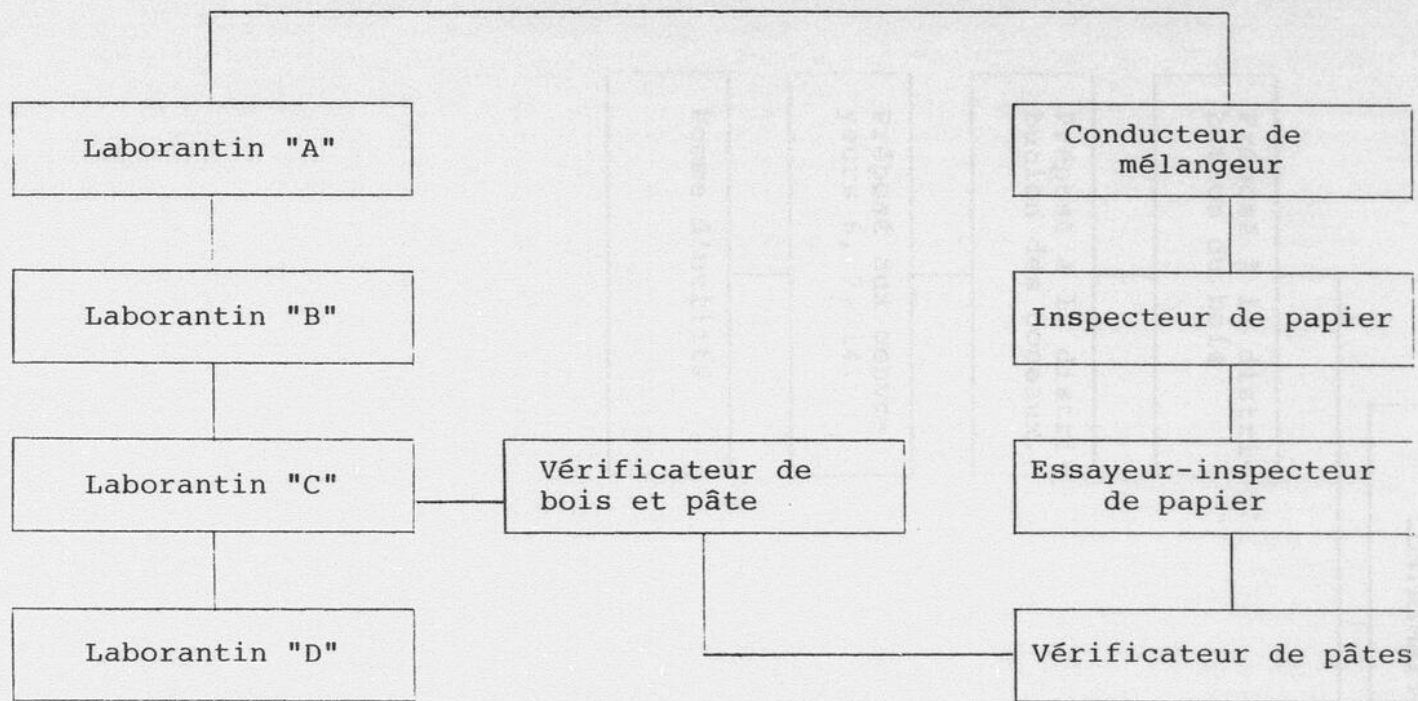 Laborantin "A"
Conducteur de
mélangeur
Laborantin "B"
Inspecteur de papier
Laborantin "C"
Vérificateur de
bois et pâte
Essayeur-inspecteur
de papier
Laborantin "D"
Vérificateur de pâtes